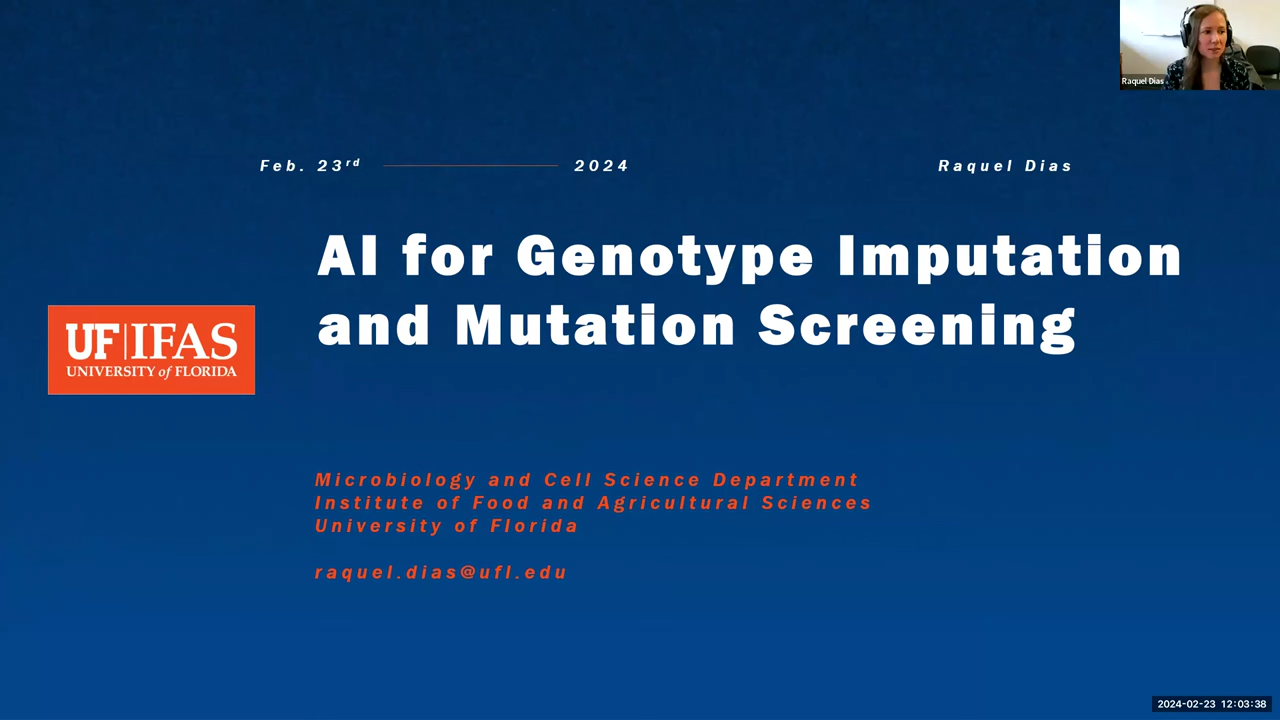 Raquel Dias
Feb. 23rd 2024 Raquel Dias
AI for Genotype Imputation
and Mutation Screening
UF|IFAS
UNIVERSITY of FLORIDA
Microbiology and Cell Science Department
Institute of Food and Agricultural Sciences
University of Florida
raquel.dias@ufl.edu
2024-02-23 12:03:38